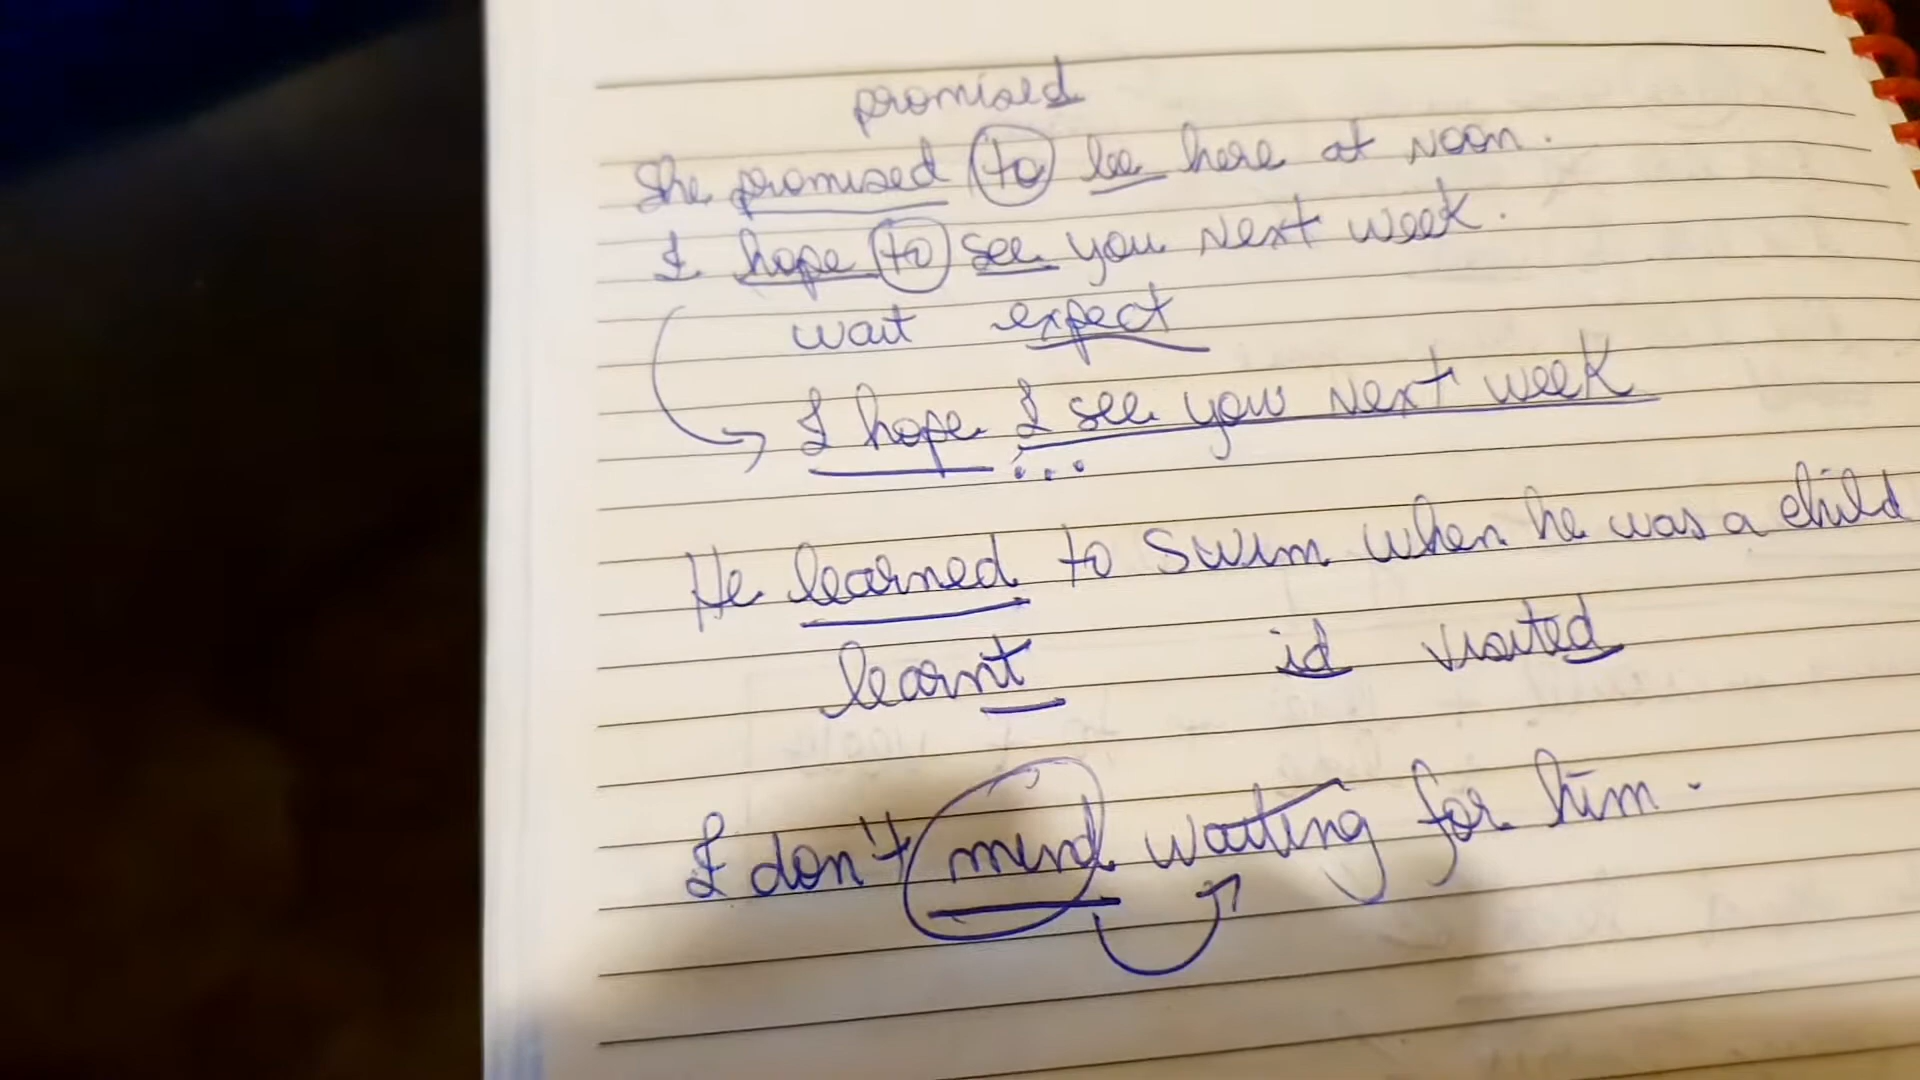 promised
She promised to be here at Noon.
I hope to see you Next week.
wait expect
I hope I see you Next week
...
He learned to swim when he was a child
learnt id visited
I don't mind waiting for him.